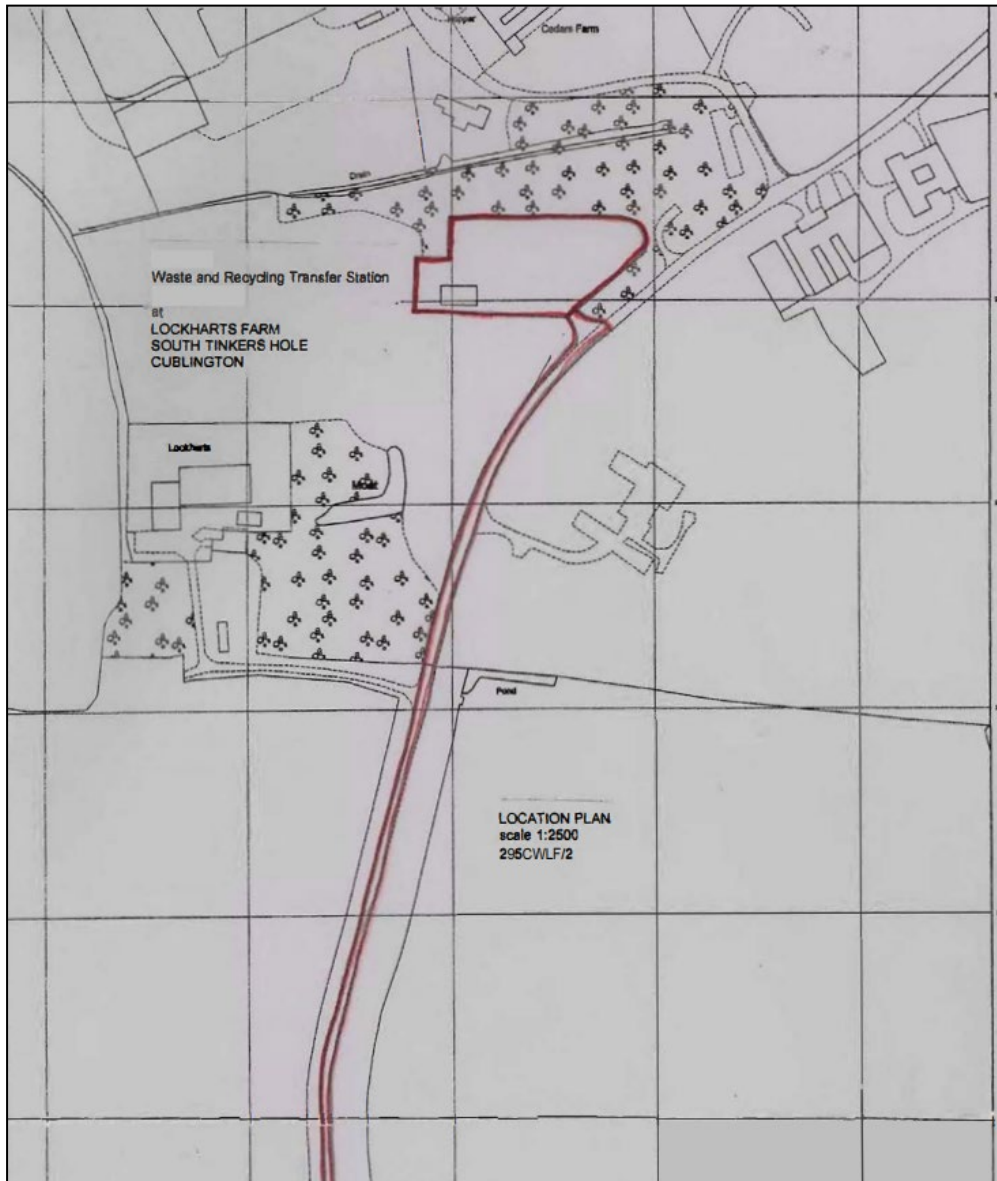 Cedars Farm
Drain
Waste and Recycling Transfer Station
at
LOCKHARTS FARM
SOUTH TINKERS HOLE
CUBLINGTON
Lockharts
Moat
Pond
LOCATION PLAN
scale 1:2500
295CWLF/2